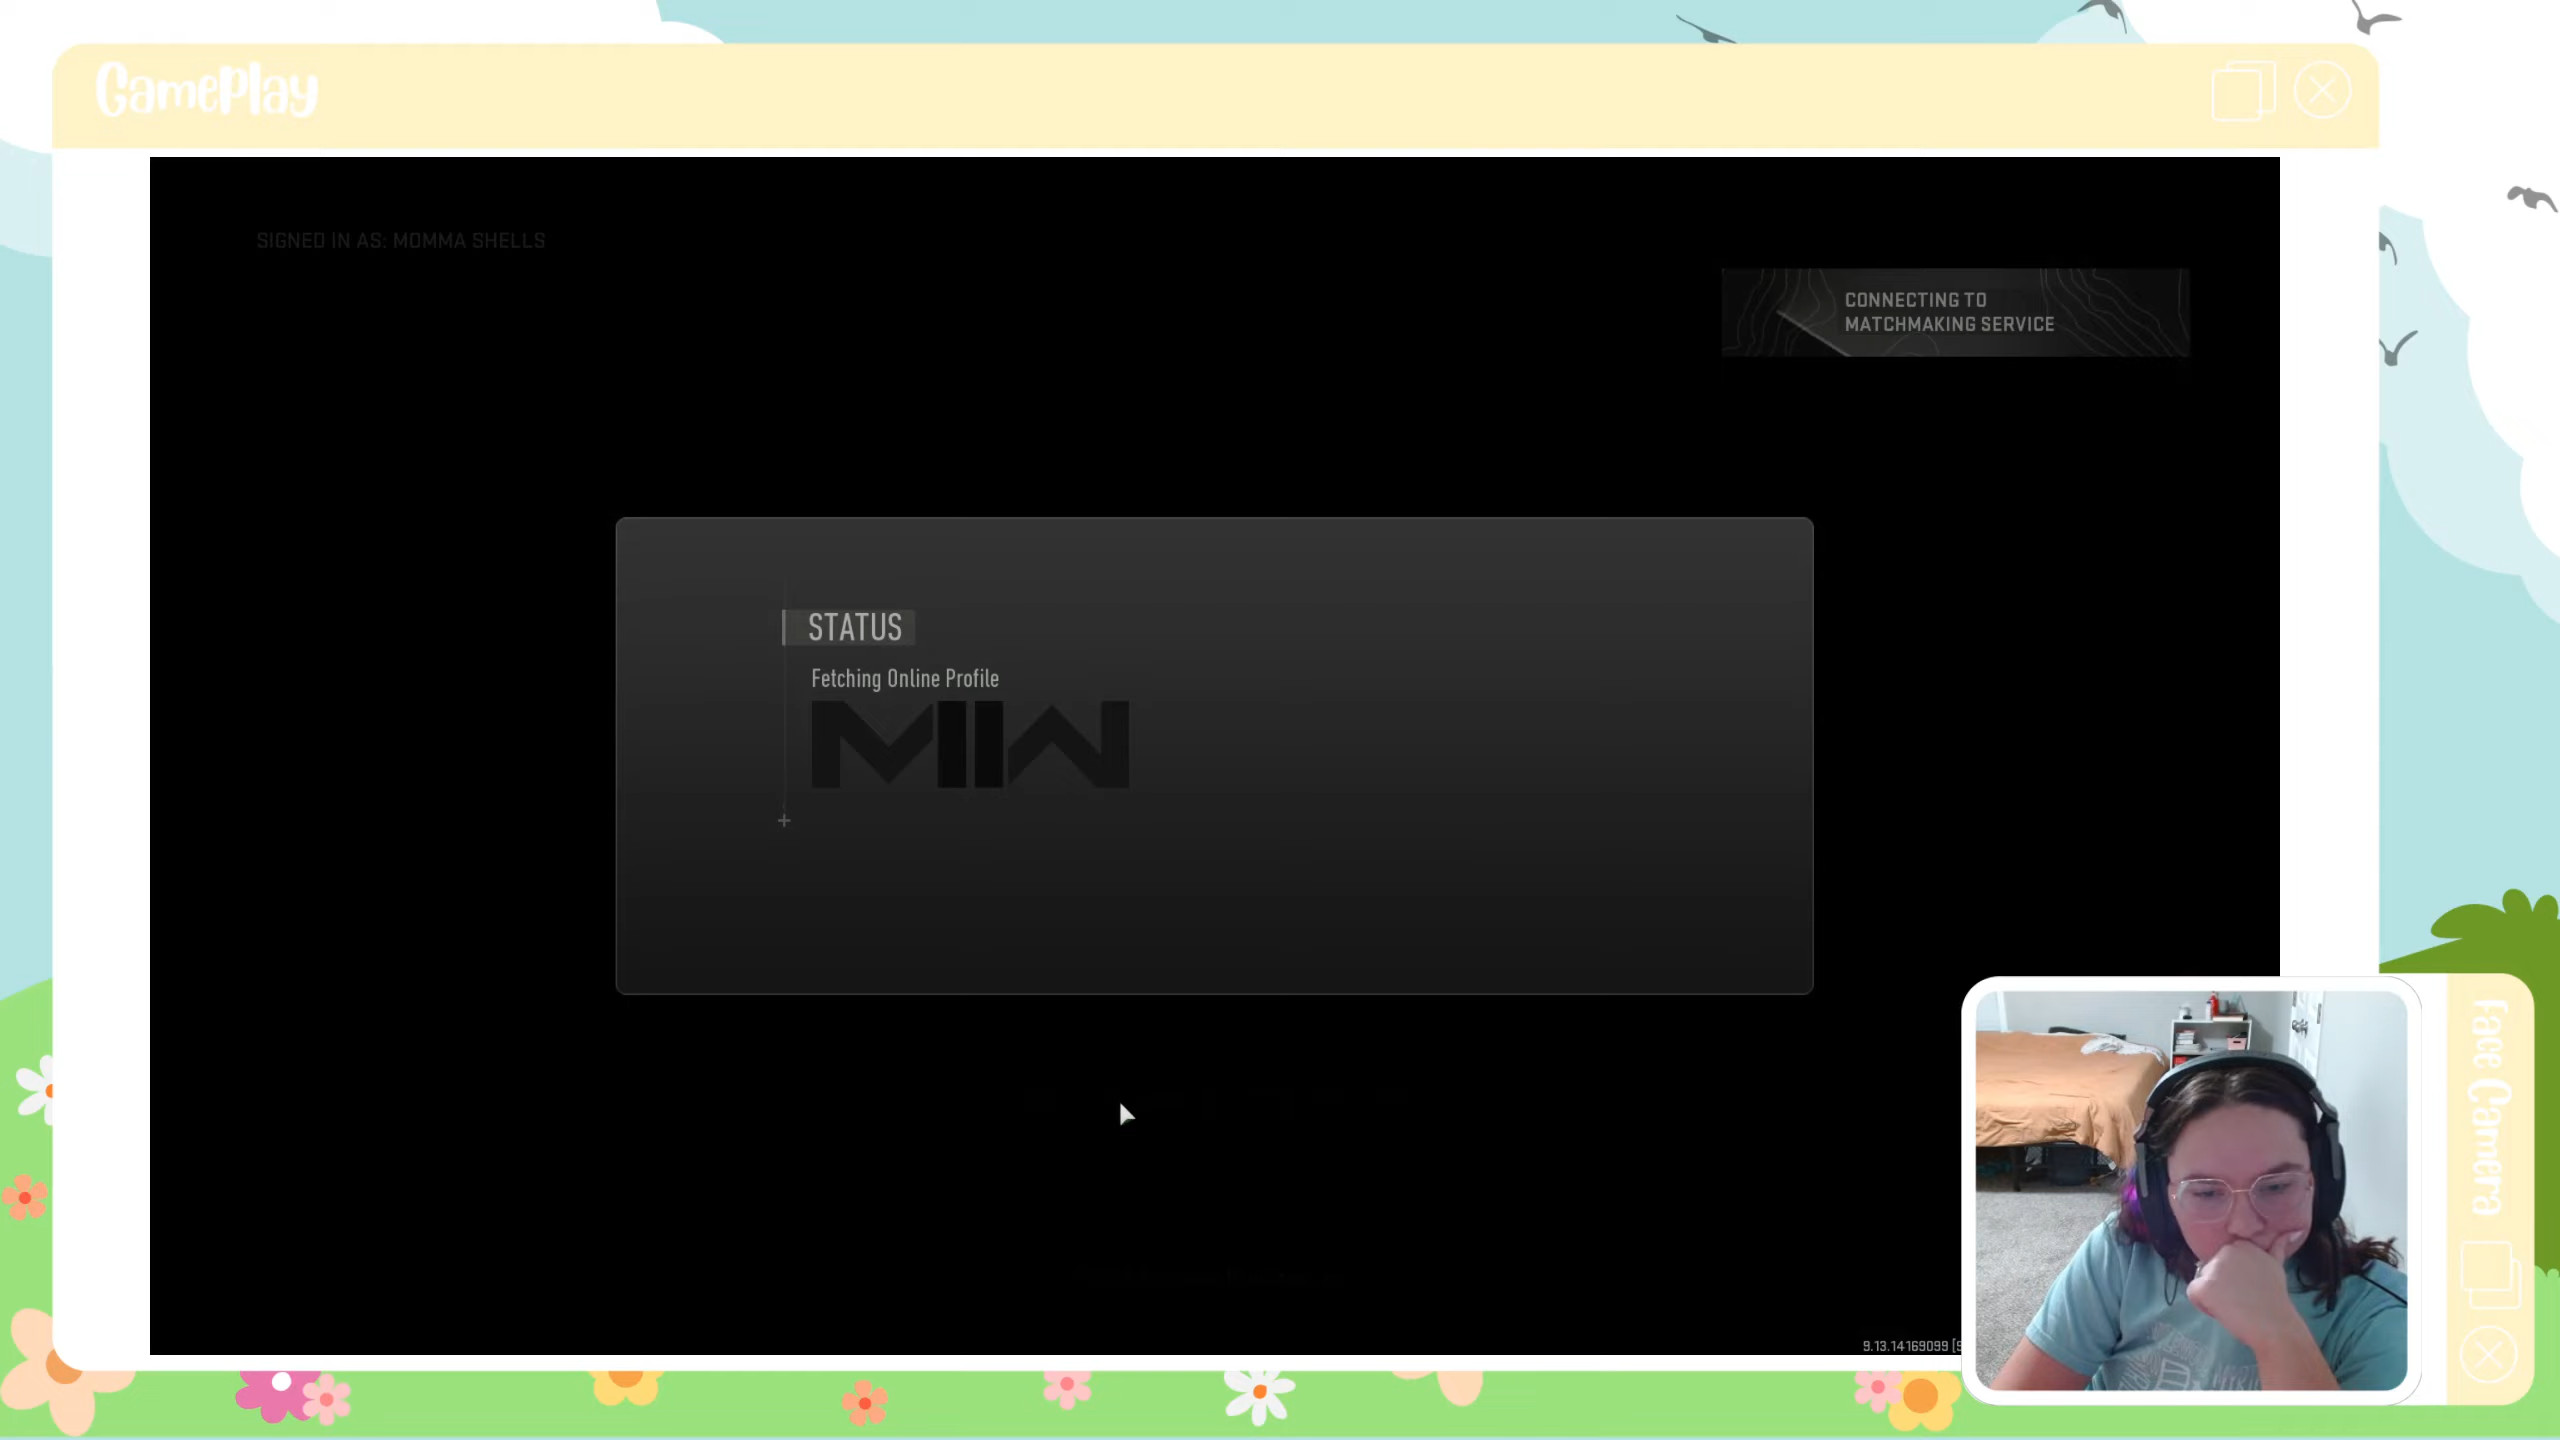 GamePlay
SIGNED IN AS: MOMMA SHELLS
CONNECTING TO
MATCHMAKING SERVICE
STATUS
Fetching Online Profile
MIIW
9.13.14169099
face Camera